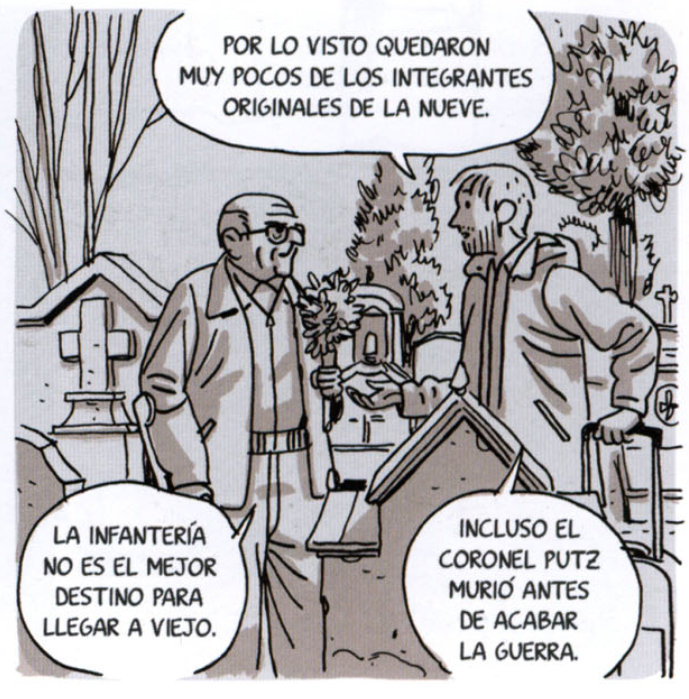 POR LO VISTO QUEDARON
MUY POCOS DE LOS INTEGRANTES
ORIGINALES DE LA NUEVE.
LA INFANTERÍA
NO ES EL MEJOR
DESTINO PARA
LLEGAR A VIEJO.
INCLUSO EL
CORONEL PUTZ
MURIÓ ANTES
DE ACABAR
LA GUERRA.